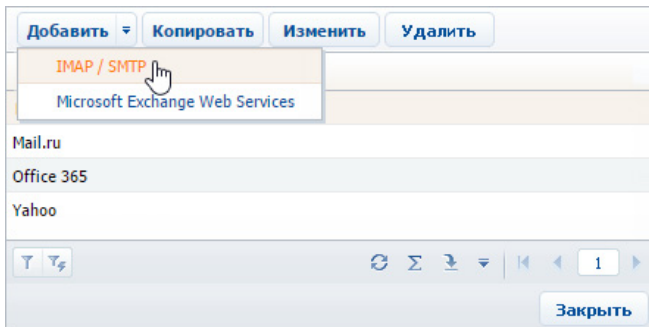 Добавить Копировать Изменить Удалить
IMAP / SMTP
Microsoft Exchange Web Services
Mail.ru
Office 365
Yahoo
1
Закрыть